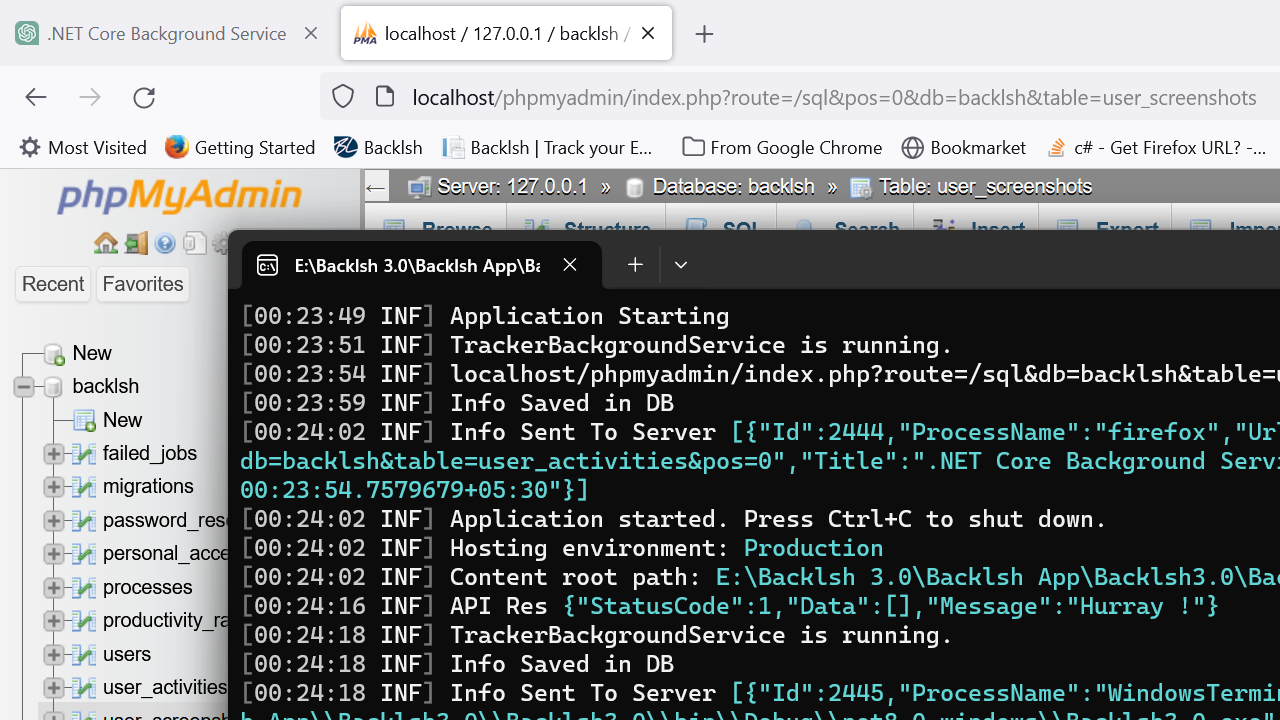 .NET Core Background Service
localhost / 127.0.0.1 / backlsh /
localhost/phpmyadmin/index.php?route=/sql&pos=0&db=backlsh&table=user_screenshots
Most Visited Getting Started Backlsh Backlsh | Track your E... From Google Chrome Bookmarket c# - Get Firefox URL? -...
phpMyAdmin
Server: 127.0.0.1 » Database: backlsh » Table: user_screenshots
Browse Structure SQL Search Insert Export
Recent Favorites
New
backlsh
New
failed_jobs
migrations
processes
users
user_activities
E:\Backlsh 3.0\Backlsh App\Ba
[00:23:49 INF] Application Starting
[00:23:51 INF] TrackerBackgroundService is running.
[00:23:54 INF] localhost/phpmyadmin/index.php?route=/sql&db=backlsh&table=u
[00:23:59 INF] Info Saved in DB
[00:24:02 INF] Info Sent To Server [{"Id":2444,"ProcessName":"firefox","Url
db=backlsh&table=user_activities&pos=0","Title":".NET Core Background Servi
00:23:54.7579679+05:30"}]
[00:24:02 INF] Application started. Press Ctrl+C to shut down.
[00:24:02 INF] Hosting environment: Production
[00:24:02 INF] Content root path: E:\Backlsh 3.0\Backlsh App\Backlsh3.0\Bac
[00:24:16 INF] API Res {"StatusCode":1,"Data":[],"Message":"Hurray !"}
[00:24:18 INF] TrackerBackgroundService is running.
[00:24:18 INF] Info Saved in DB
[00:24:18 INF] Info Sent To Server [{"Id":2445,"ProcessName":"WindowsTermin